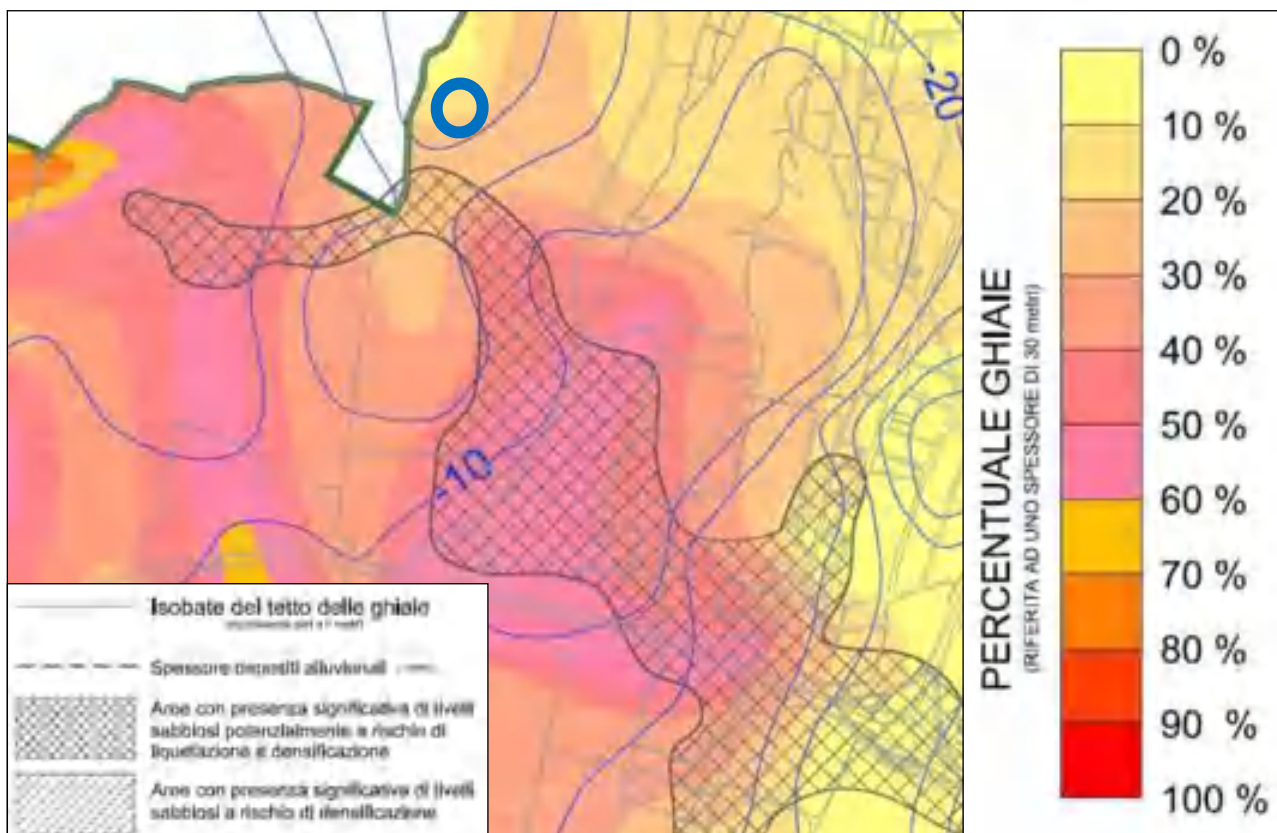 -20
-10
Isobate del tetto delle ghiaie
Spessore depositi alluvionali
Aree con presenza significativa di livelli
sabbiosi potenzialmente a rischio di
liquefazione e densificazione
Aree con presenza significativa di livelli
sabbiosi a rischio di densificazione
PERCENTUALE GHIAIE
(RIFERITA AD UNO SPESSORE DI 30 metri)
0 %
10 %
20 %
30 %
40 %
50 %
60 %
70 %
80 %
90 %
100 %